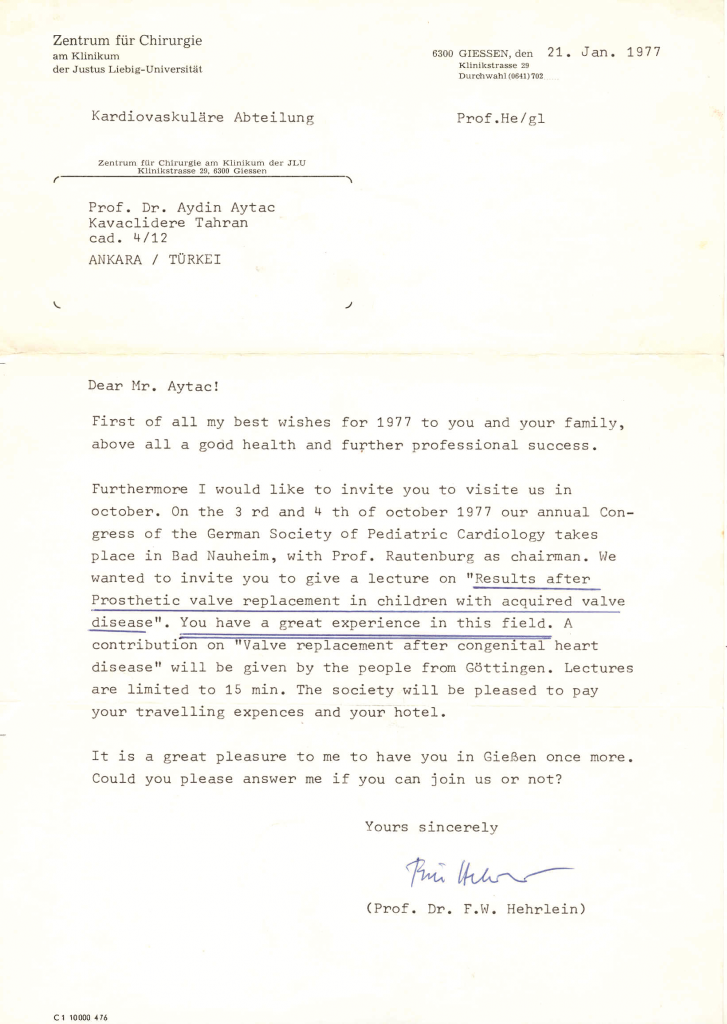 Zentrum für Chirurgie
am Klinikum
der Justus Liebig-Universität
6300 GIESSEN, den 21. Jan. 1977
Klinikstrasse 29
Durchwahl (0641) 702
Kardiovaskuläre Abteilung
Prof.He/gl
Zentrum für Chirurgie am Klinikum der JLU
Klinikstrasse 29, 6300 Giessen
Prof. Dr. Aydin Aytac
Kavaclidere Tahran
cad. 4/12
ANKARA / TÜRKEI
Dear Mr. Aytac!
First of all my best wishes for 1977 to you and your family,
above all a good health and further professional success.
Furthermore I would like to invite you to visite us in
october. On the 3 rd and 4 th of october 1977 our annual Con-
gress of the German Society of Pediatric Cardiology takes
place in Bad Nauheim, with Prof. Rautenburg as chairman. We
wanted to invite you to give a lecture on "Results after
Prosthetic valve replacement in children with acquired valve
disease". You have a great experience in this field. A
contribution on "Valve replacement after congenital heart
disease" will be given by the people from Göttingen. Lectures
are limited to 15 min. The society will be pleased to pay
your travelling expences and your hotel.
It is a great pleasure to me to have you in Gießen once more.
Could you please answer me if you can join us or not?
Yours sincerely
(Prof. Dr. F.W. Hehrlein)
C 1 10000 4 76